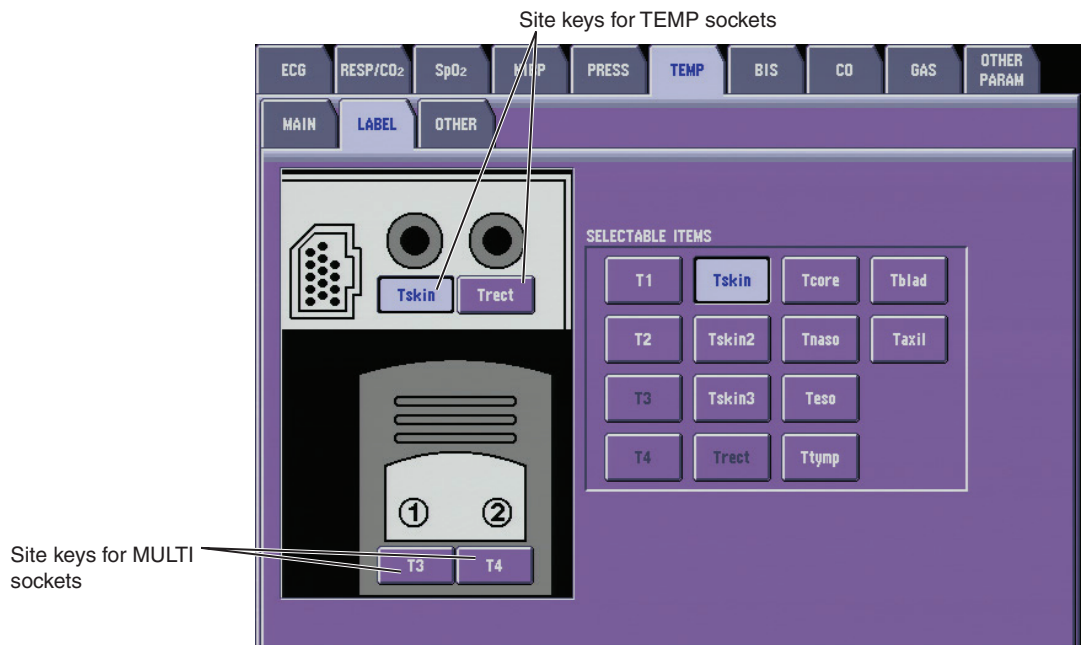 Site keys for TEMP sockets
ECG RESP/CO2 SpO2 NIBP PRESS TEMP BIS CO GAS OTHER PARAM
MAIN LABEL OTHER
SELECTABLE ITEMS
T1 Tskin Tcore Tblad
Tskin Trect
T2 Tskin2 Tnaso Taxil
T3 Tskin3 Teso
T4 Trect Ttymp
① ②
Site keys for MULTI
sockets
T3 T4